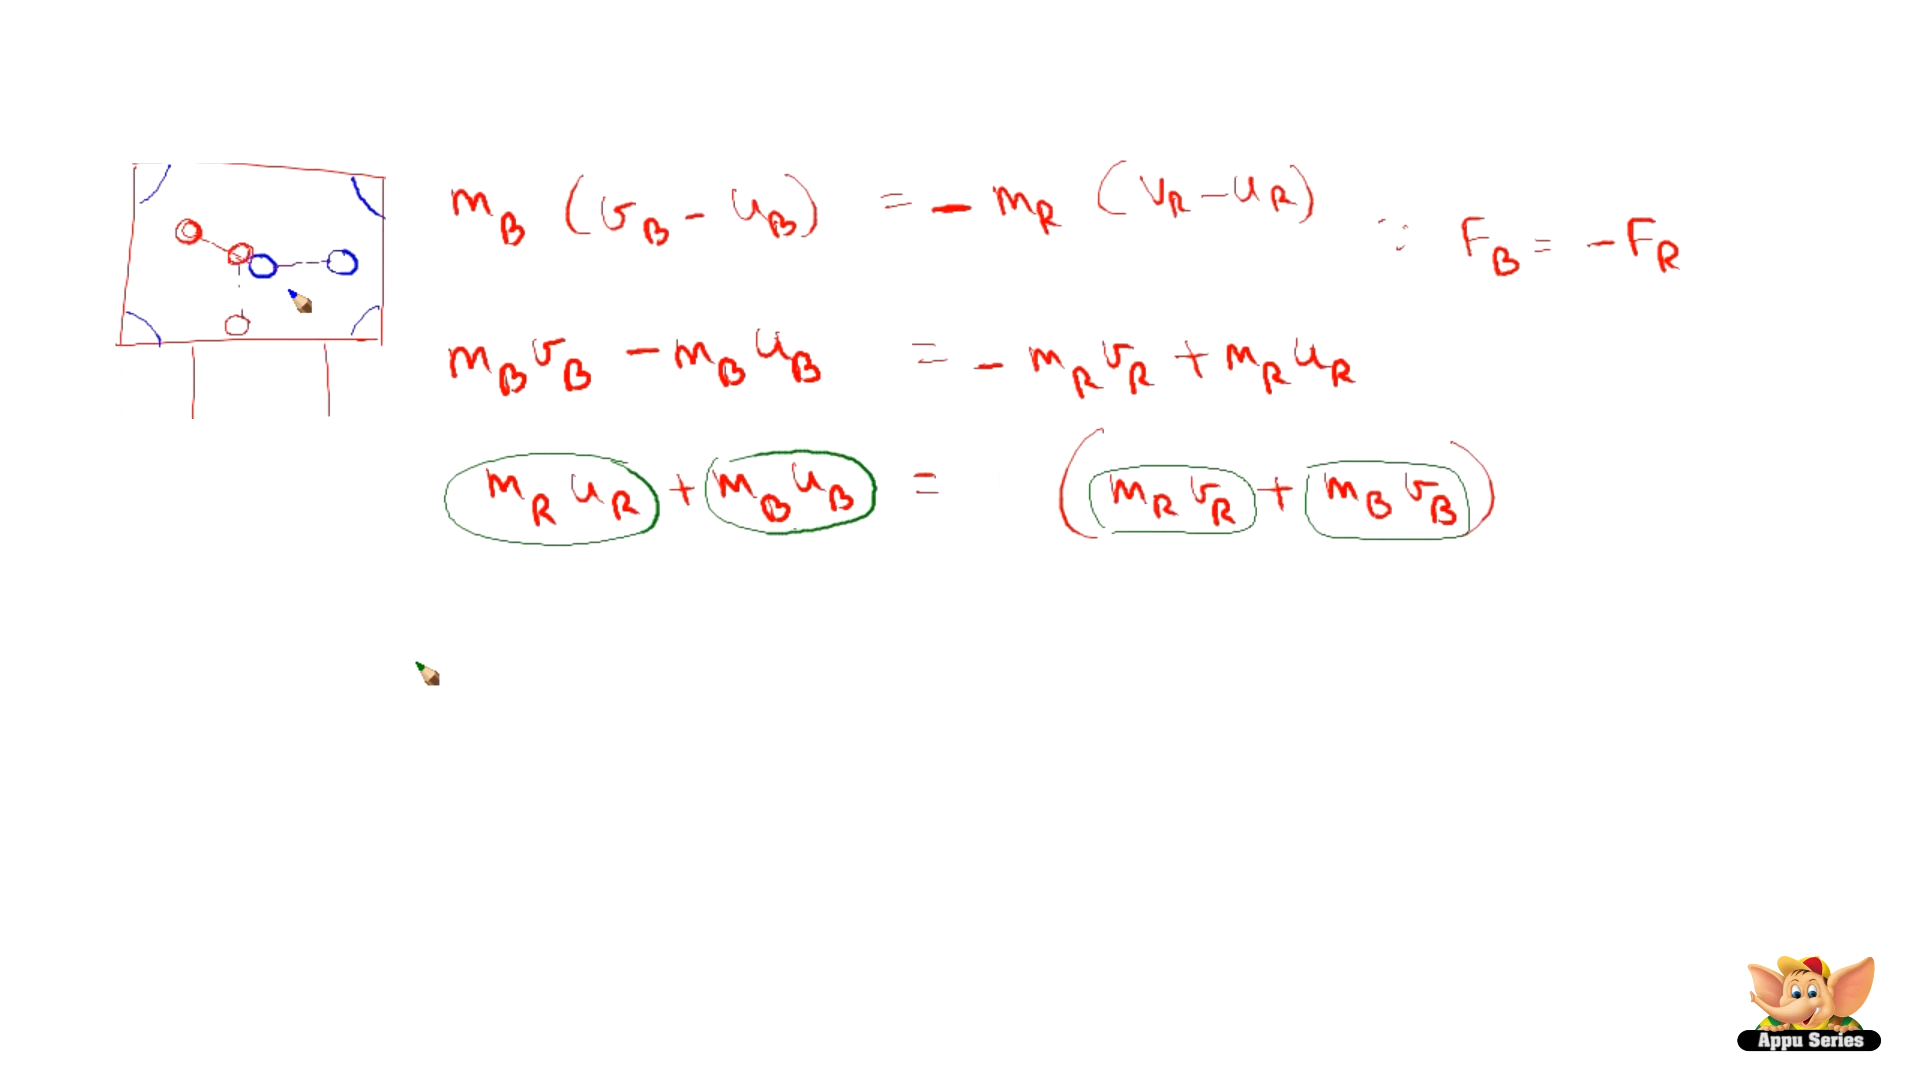 m_B (v_B - u_B) = - m_R (v_R - u_R) ∵ F_B = - F_R
m_B v_B - m_B u_B = - m_R v_R + m_R u_R
m_R u_R + m_B u_B = (m_R v_R + m_B v_B)
Appu Series